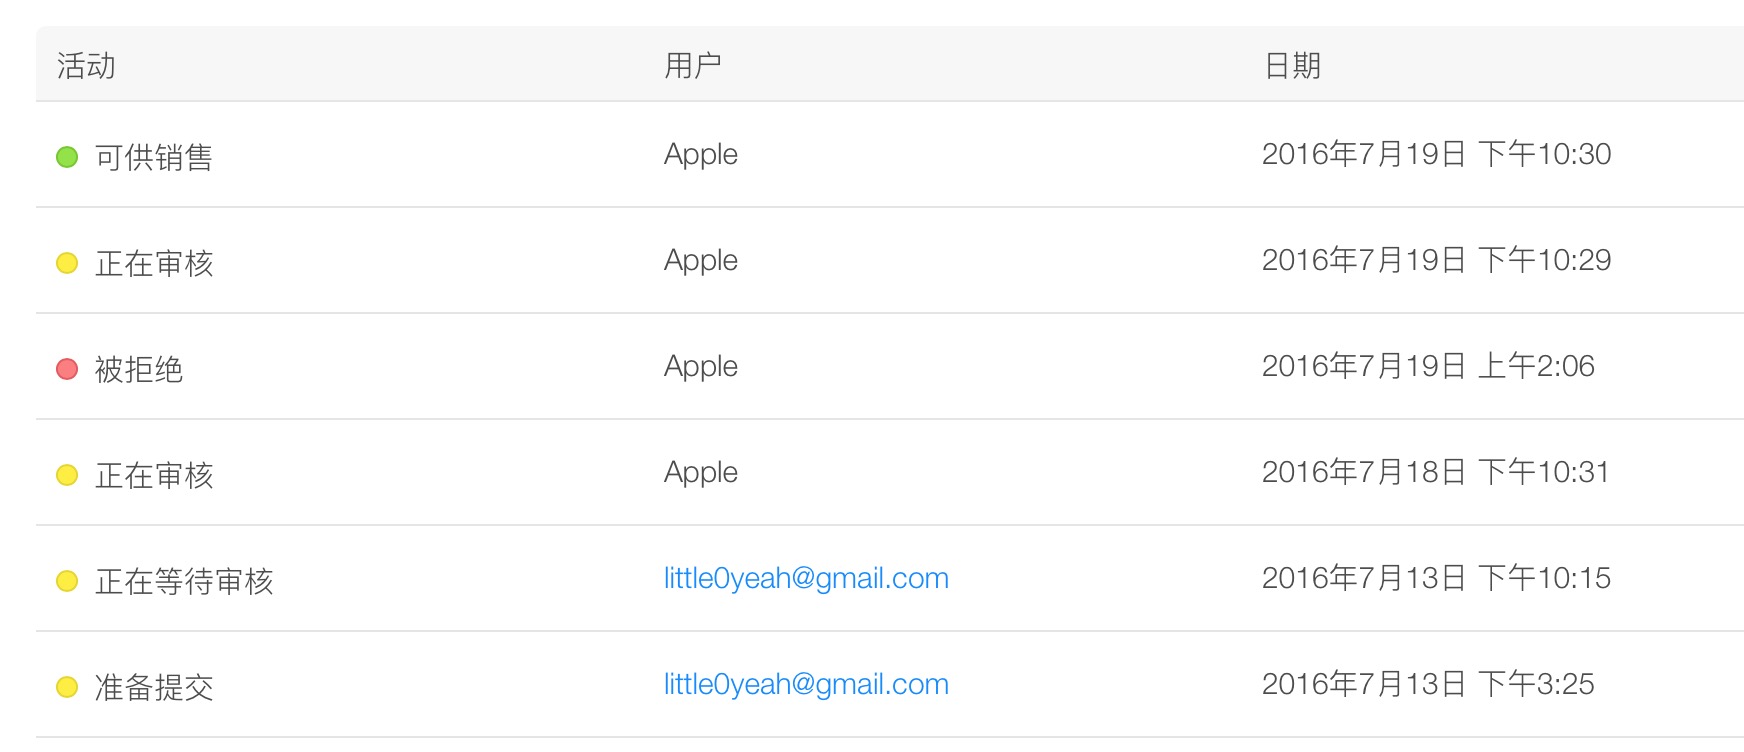 活动 用户 日期
可供销售 Apple 2016年7月19日 下午10:30
正在审核 Apple 2016年7月19日 下午10:29
被拒绝 Apple 2016年7月19日 上午2:06
正在审核 Apple 2016年7月18日 下午10:31
正在等待审核 little0yeah@gmail.com 2016年7月13日 下午10:15
准备提交 little0yeah@gmail.com 2016年7月13日 下午3:25